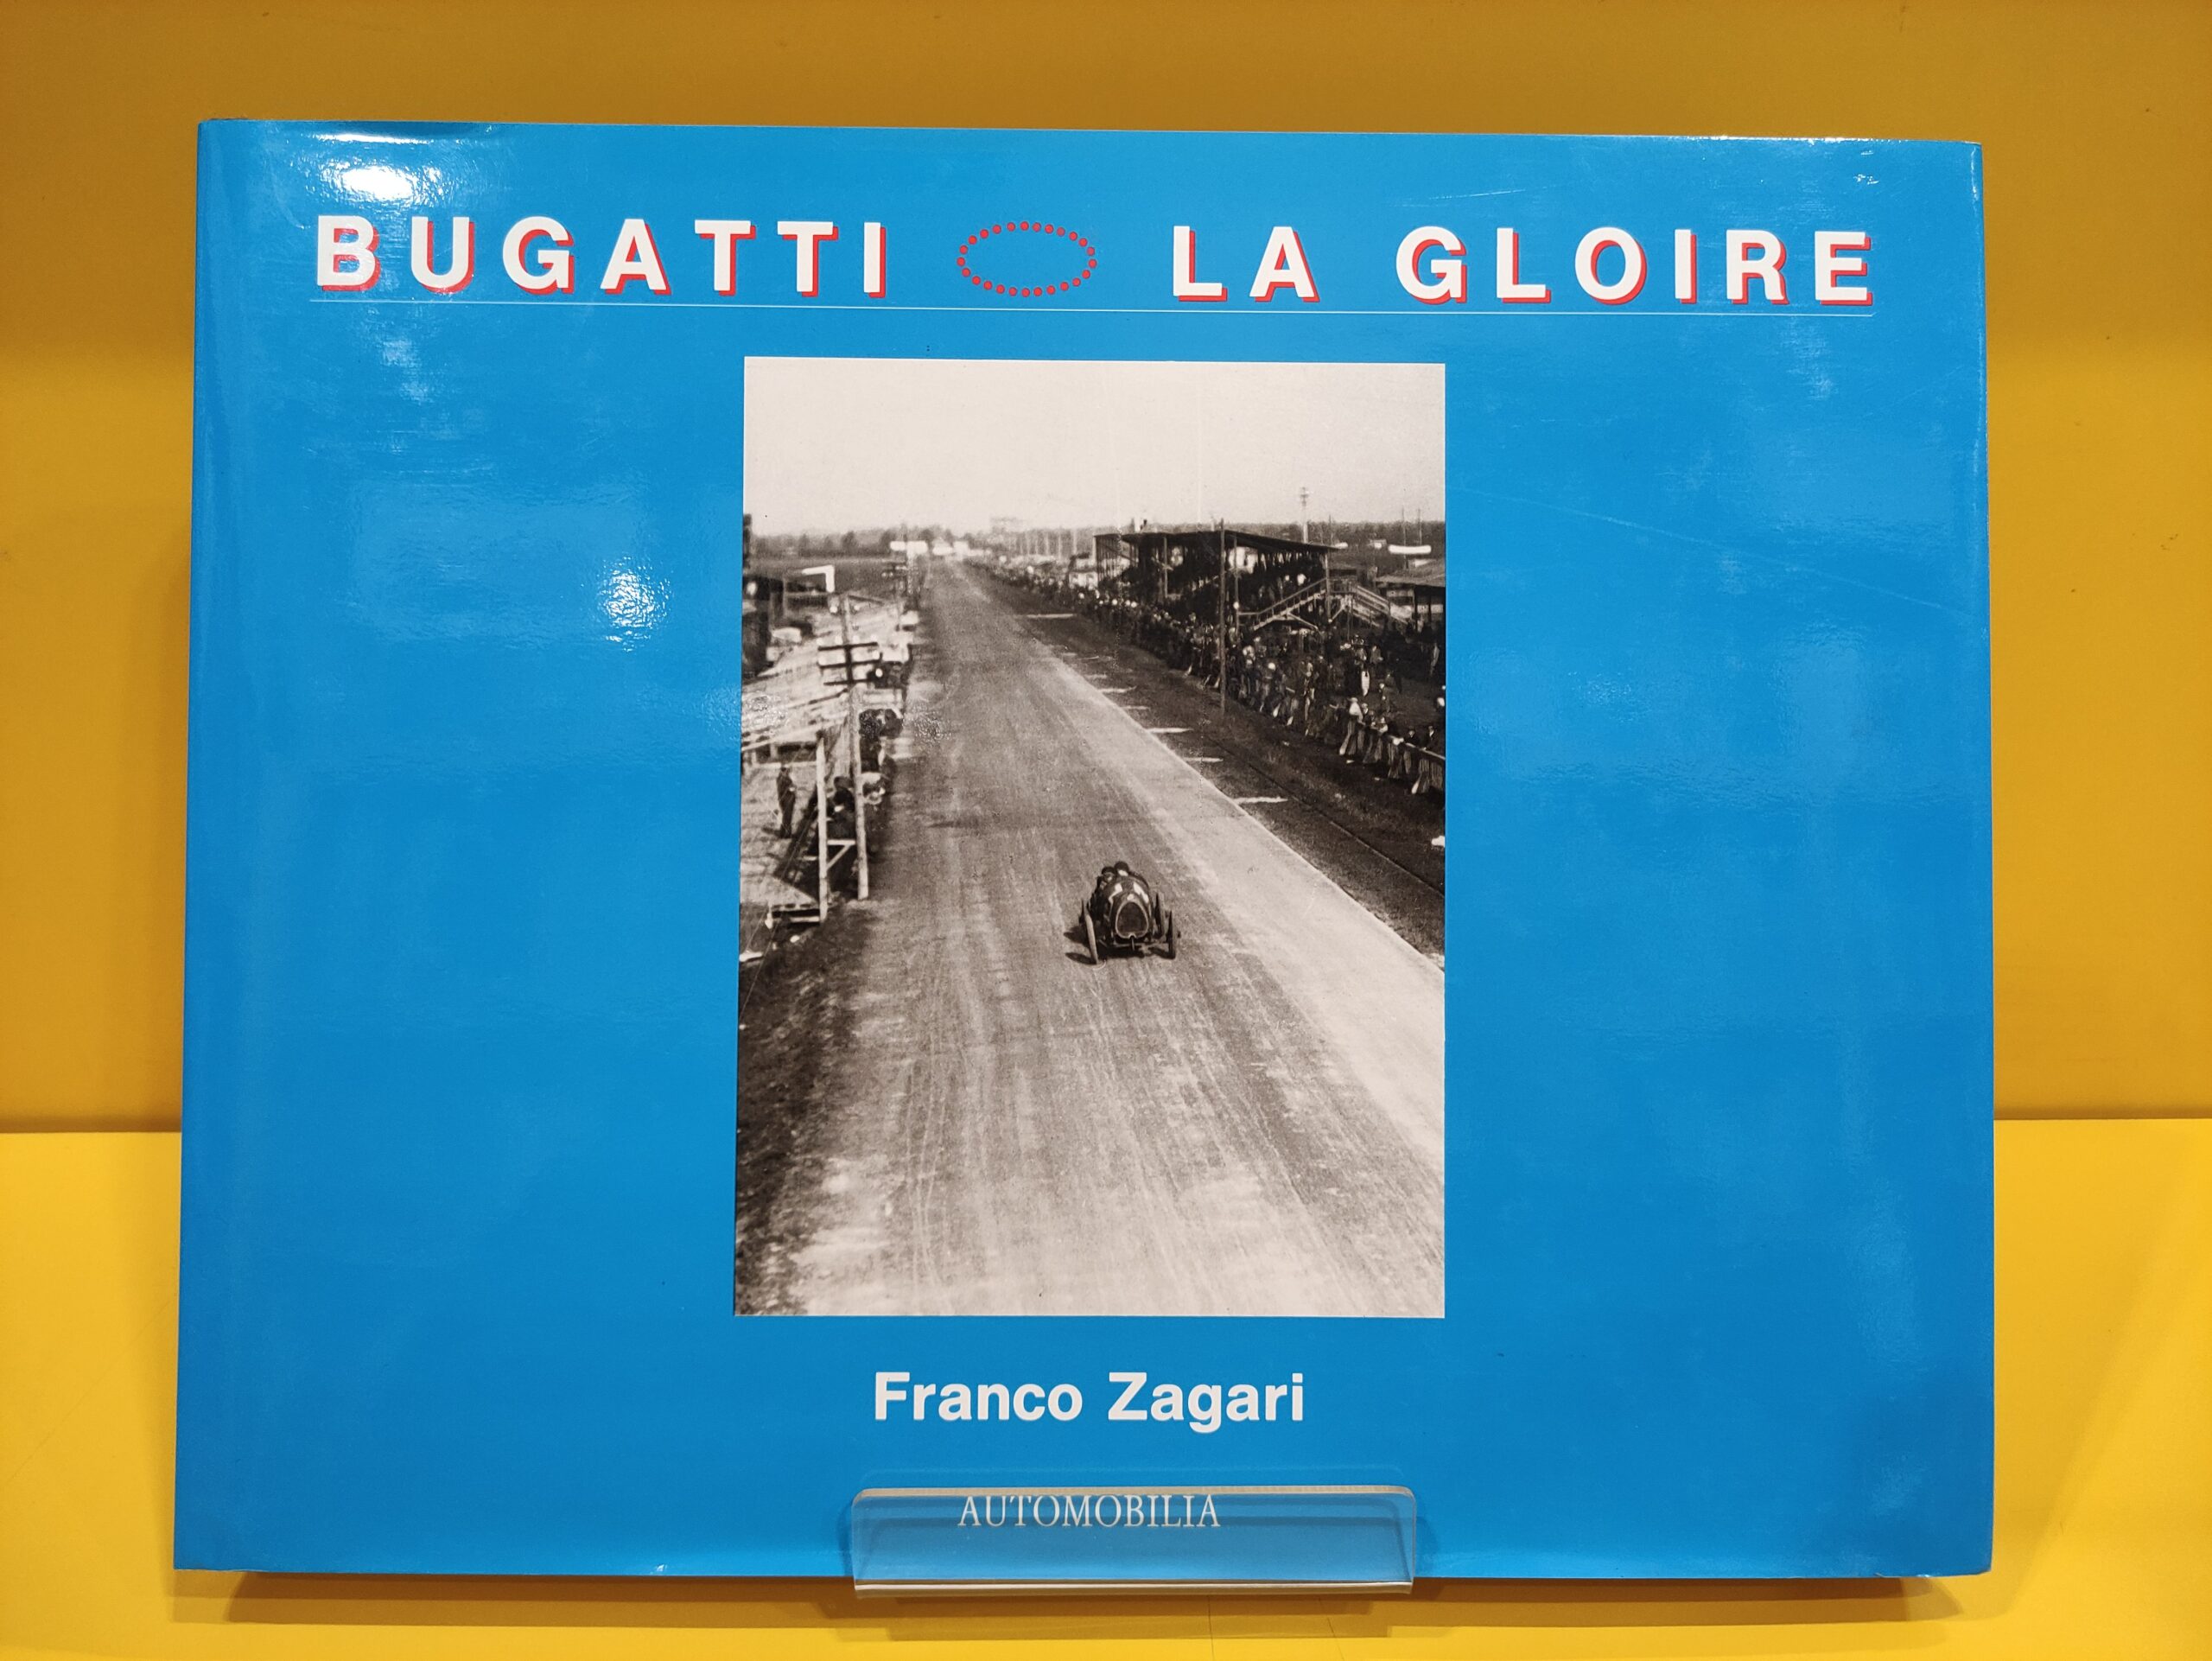 BUGATTI LA GLOIRE
Franco Zagari
AUTOMOBILIA